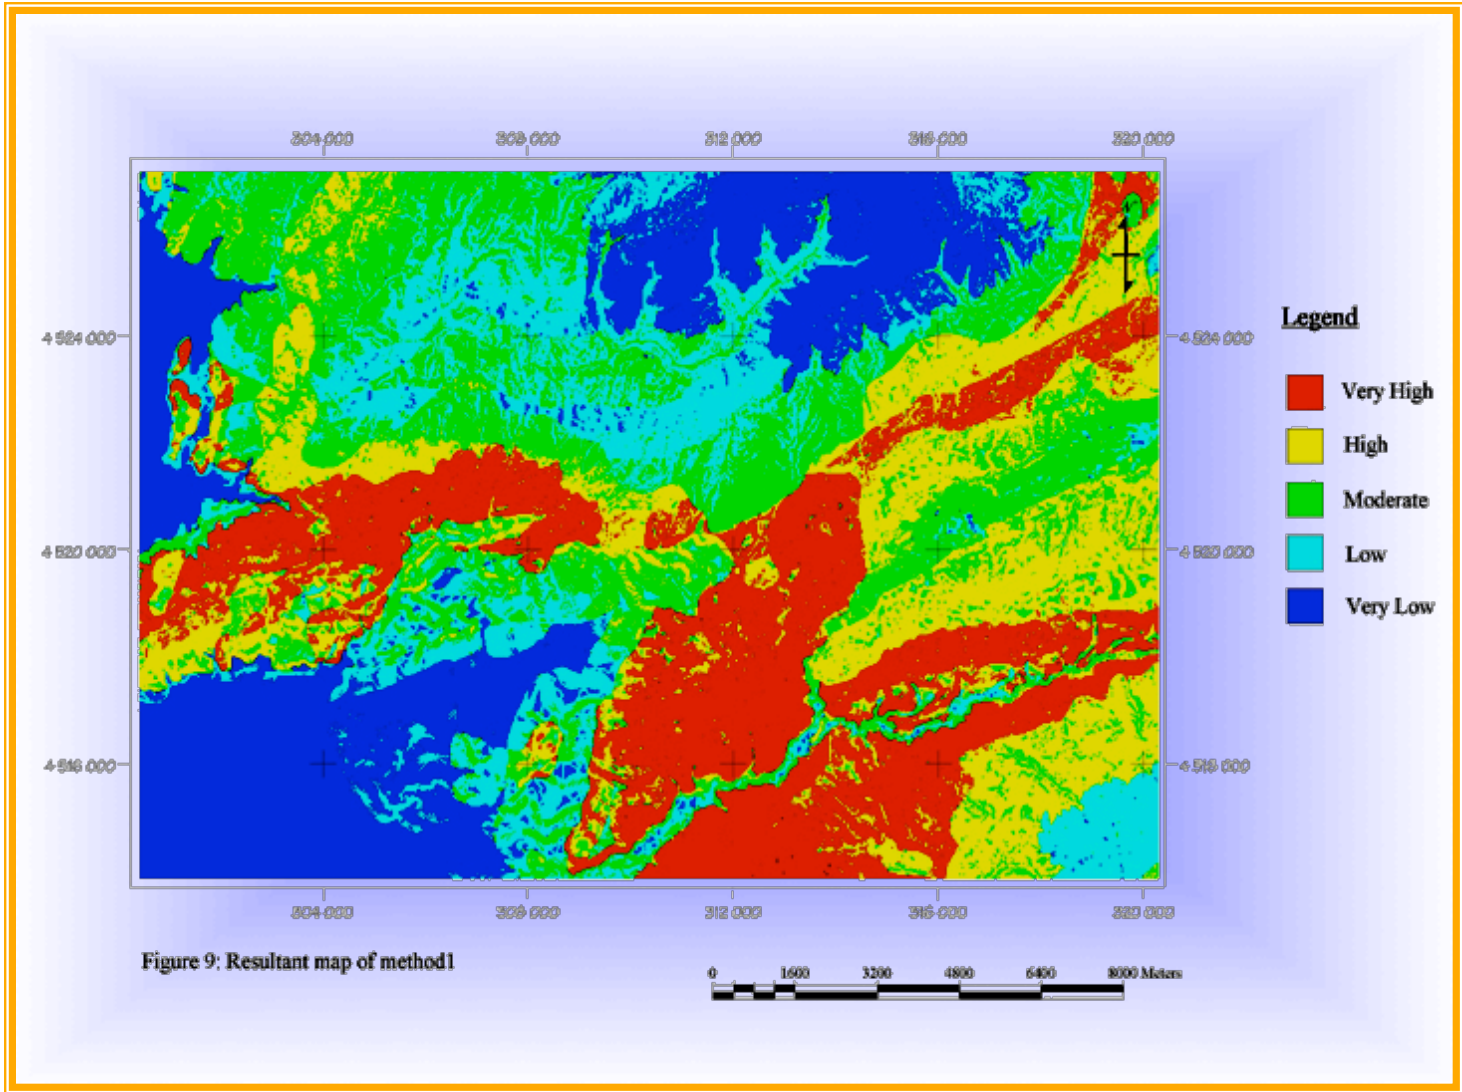 304 000 308 000 312 000 316 000 320 000
4 524 000 4 524 000
4 520 000 4 520 000
4 516 000 4 516 000
304 000 308 000 312 000 316 000 320 000
Legend
Very High
High
Moderate
Low
Very Low
Figure 9: Resultant map of method1
0 1600 3200 4800 6400 8000 Meters